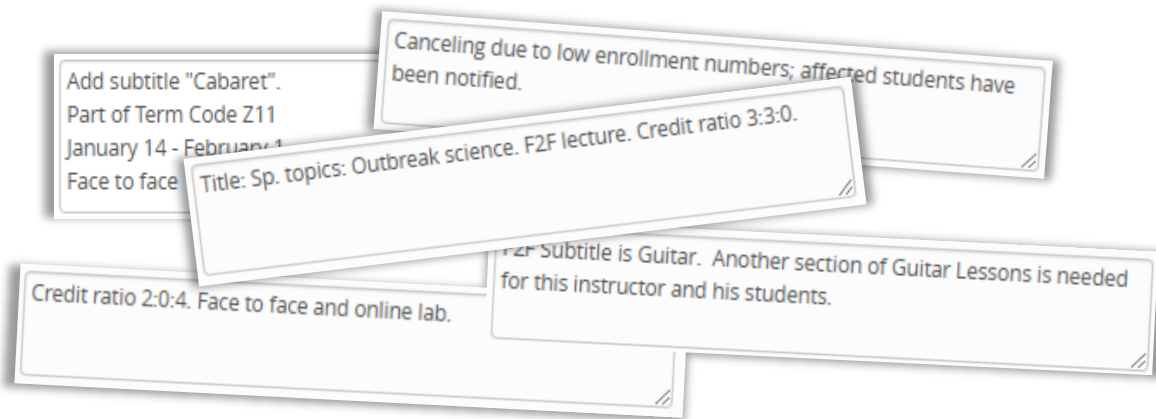 Add subtitle "Cabaret".
Part of Term Code Z11
January 14 - February 1
Face to face
Canceling due to low enrollment numbers; affected students have
been notified.
Title: Sp. topics: Outbreak science. F2F lecture. Credit ratio 3:3:0.
F2F Subtitle is Guitar.  Another section of Guitar Lessons is needed
for this instructor and his students.
Credit ratio 2:0:4. Face to face and online lab.